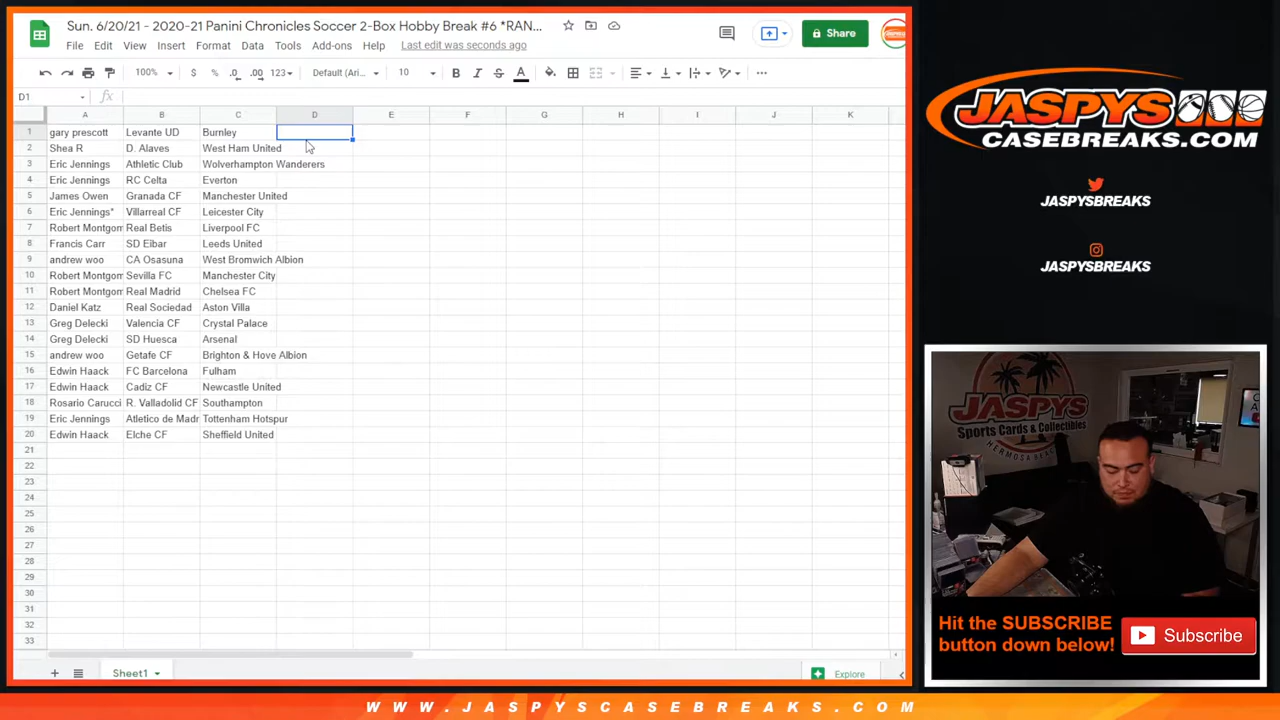 Sun. 6/20/21 - 2020-21 Panini Chronicles Soccer 2-Box Hobby Break #6 *RAN...
File Edit View Insert Format Data Tools Add-ons Help Last edit was seconds ago
Share
100% $ % .0 .00 123 Default (Ari... 10 B I S A
D1 fx
A B C D E F G H I J K
1 gary prescott Levante UD Burnley
2 Shea R D. Alaves West Ham United
3 Eric Jennings Athletic Club Wolverhampton Wanderers
4 Eric Jennings RC Celta Everton
5 James Owen Granada CF Manchester United
6 Eric Jennings* Villarreal CF Leicester City
7 Robert Montgom Real Betis Liverpool FC
8 Francis Carr SD Eibar Leeds United
9 andrew woo CA Osasuna West Bromwich Albion
10 Robert Montgom Sevilla FC Manchester City
11 Robert Montgom Real Madrid Chelsea FC
12 Daniel Katz Real Sociedad Aston Villa
13 Greg Delecki Valencia CF Crystal Palace
14 Greg Delecki SD Huesca Arsenal
15 andrew woo Getafe CF Brighton & Hove Albion
16 Edwin Haack FC Barcelona Fulham
17 Edwin Haack Cadiz CF Newcastle United
18 Rosario Carucci R. Valladolid CF Southampton
19 Eric Jennings Atletico de Madr Tottenham Hotspur
20 Edwin Haack Elche CF Sheffield United
21
22
23
24
25
26
27
28
29
30
31
32
33
Sheet1
Explore
JASPYS
CASEBREAKS.COM
JASPYSBREAKS
JASPYSBREAKS
JASPYS
Sports Cards & Collectibles
HERMOSA BEACH
Hit the SUBSCRIBE
button down below!
Subscribe
WWW.JASPYSCASEBREAKS.COM